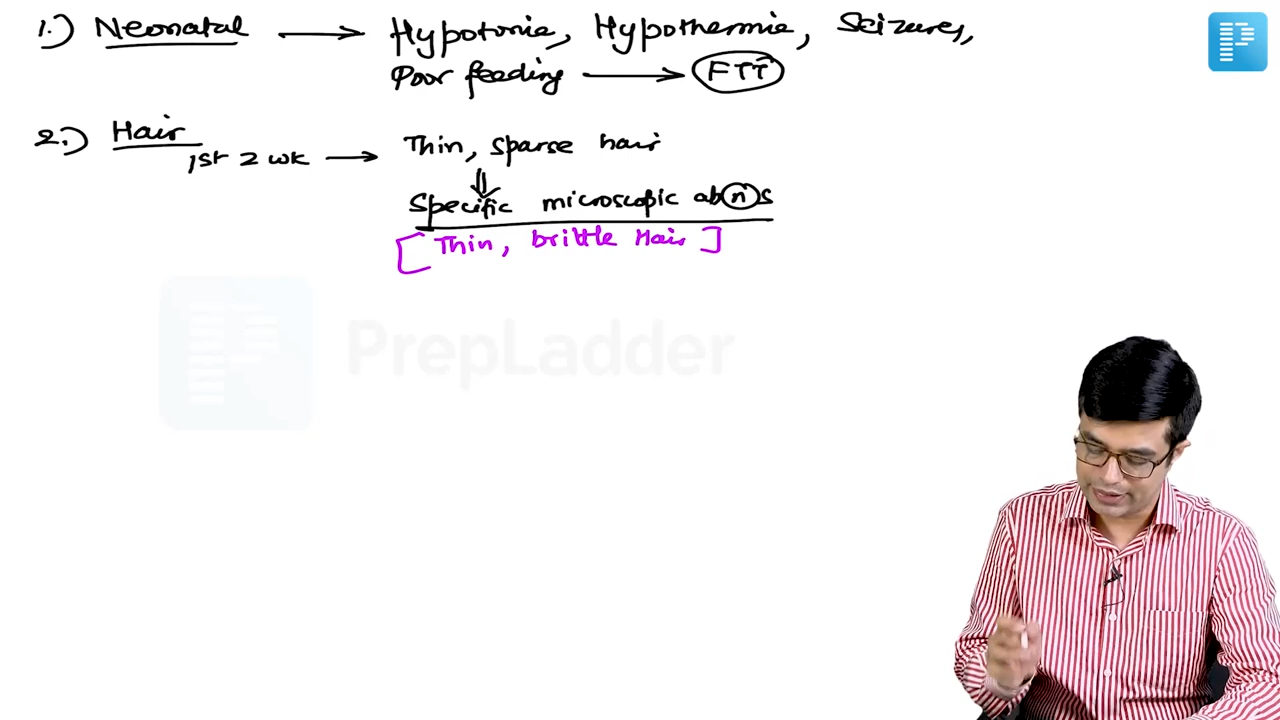 1.) Neonatal → Hypotonia, Hypothermia, Seizures,
Poor feeding → FTT
2.) Hair
1st 2 wk → Thin, sparse hair
Specific microscopic ab(n)s
[Thin, brittle Hair]
PrepLadder